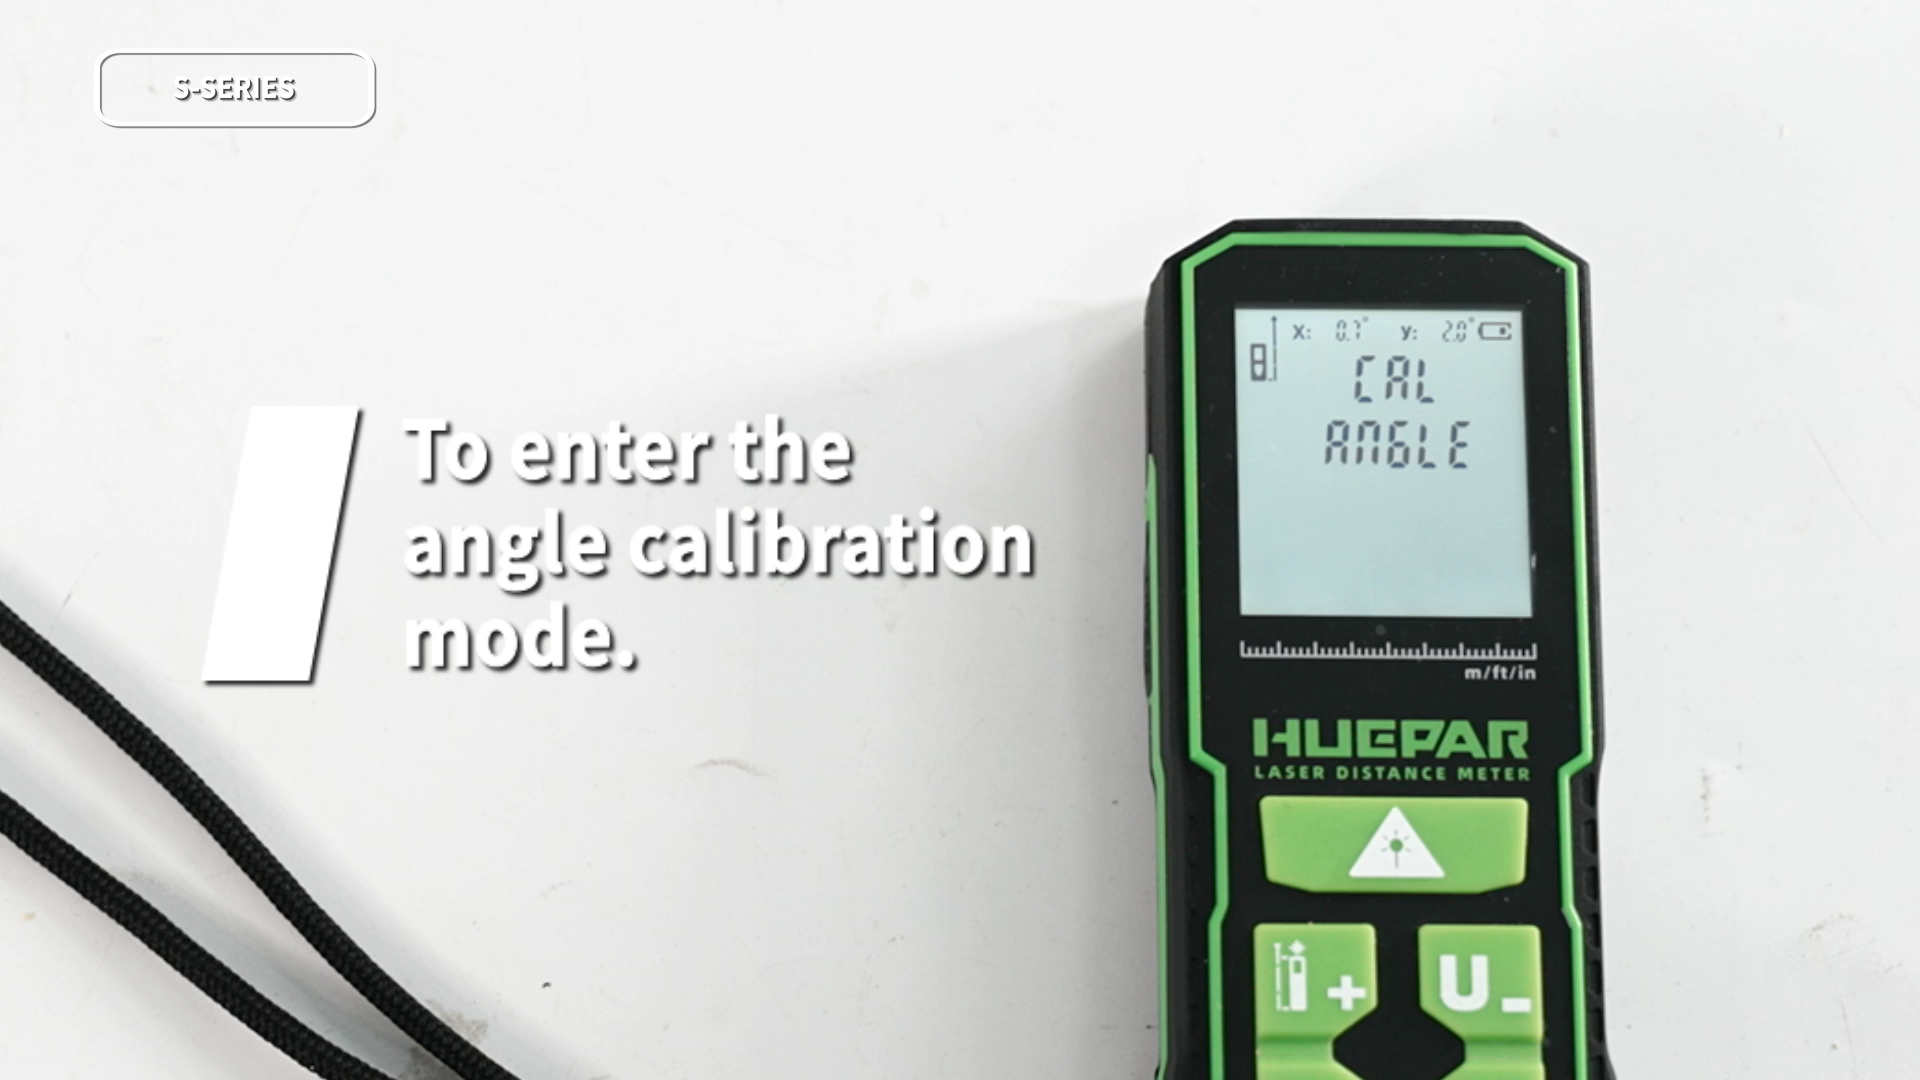 S-SERIES
To enter the
angle calibration
mode.
X: 0.7° y: 2.0°
CAL
ANGLE
m/ft/in
HUEPAR
LASER DISTANCE METER
+
U -